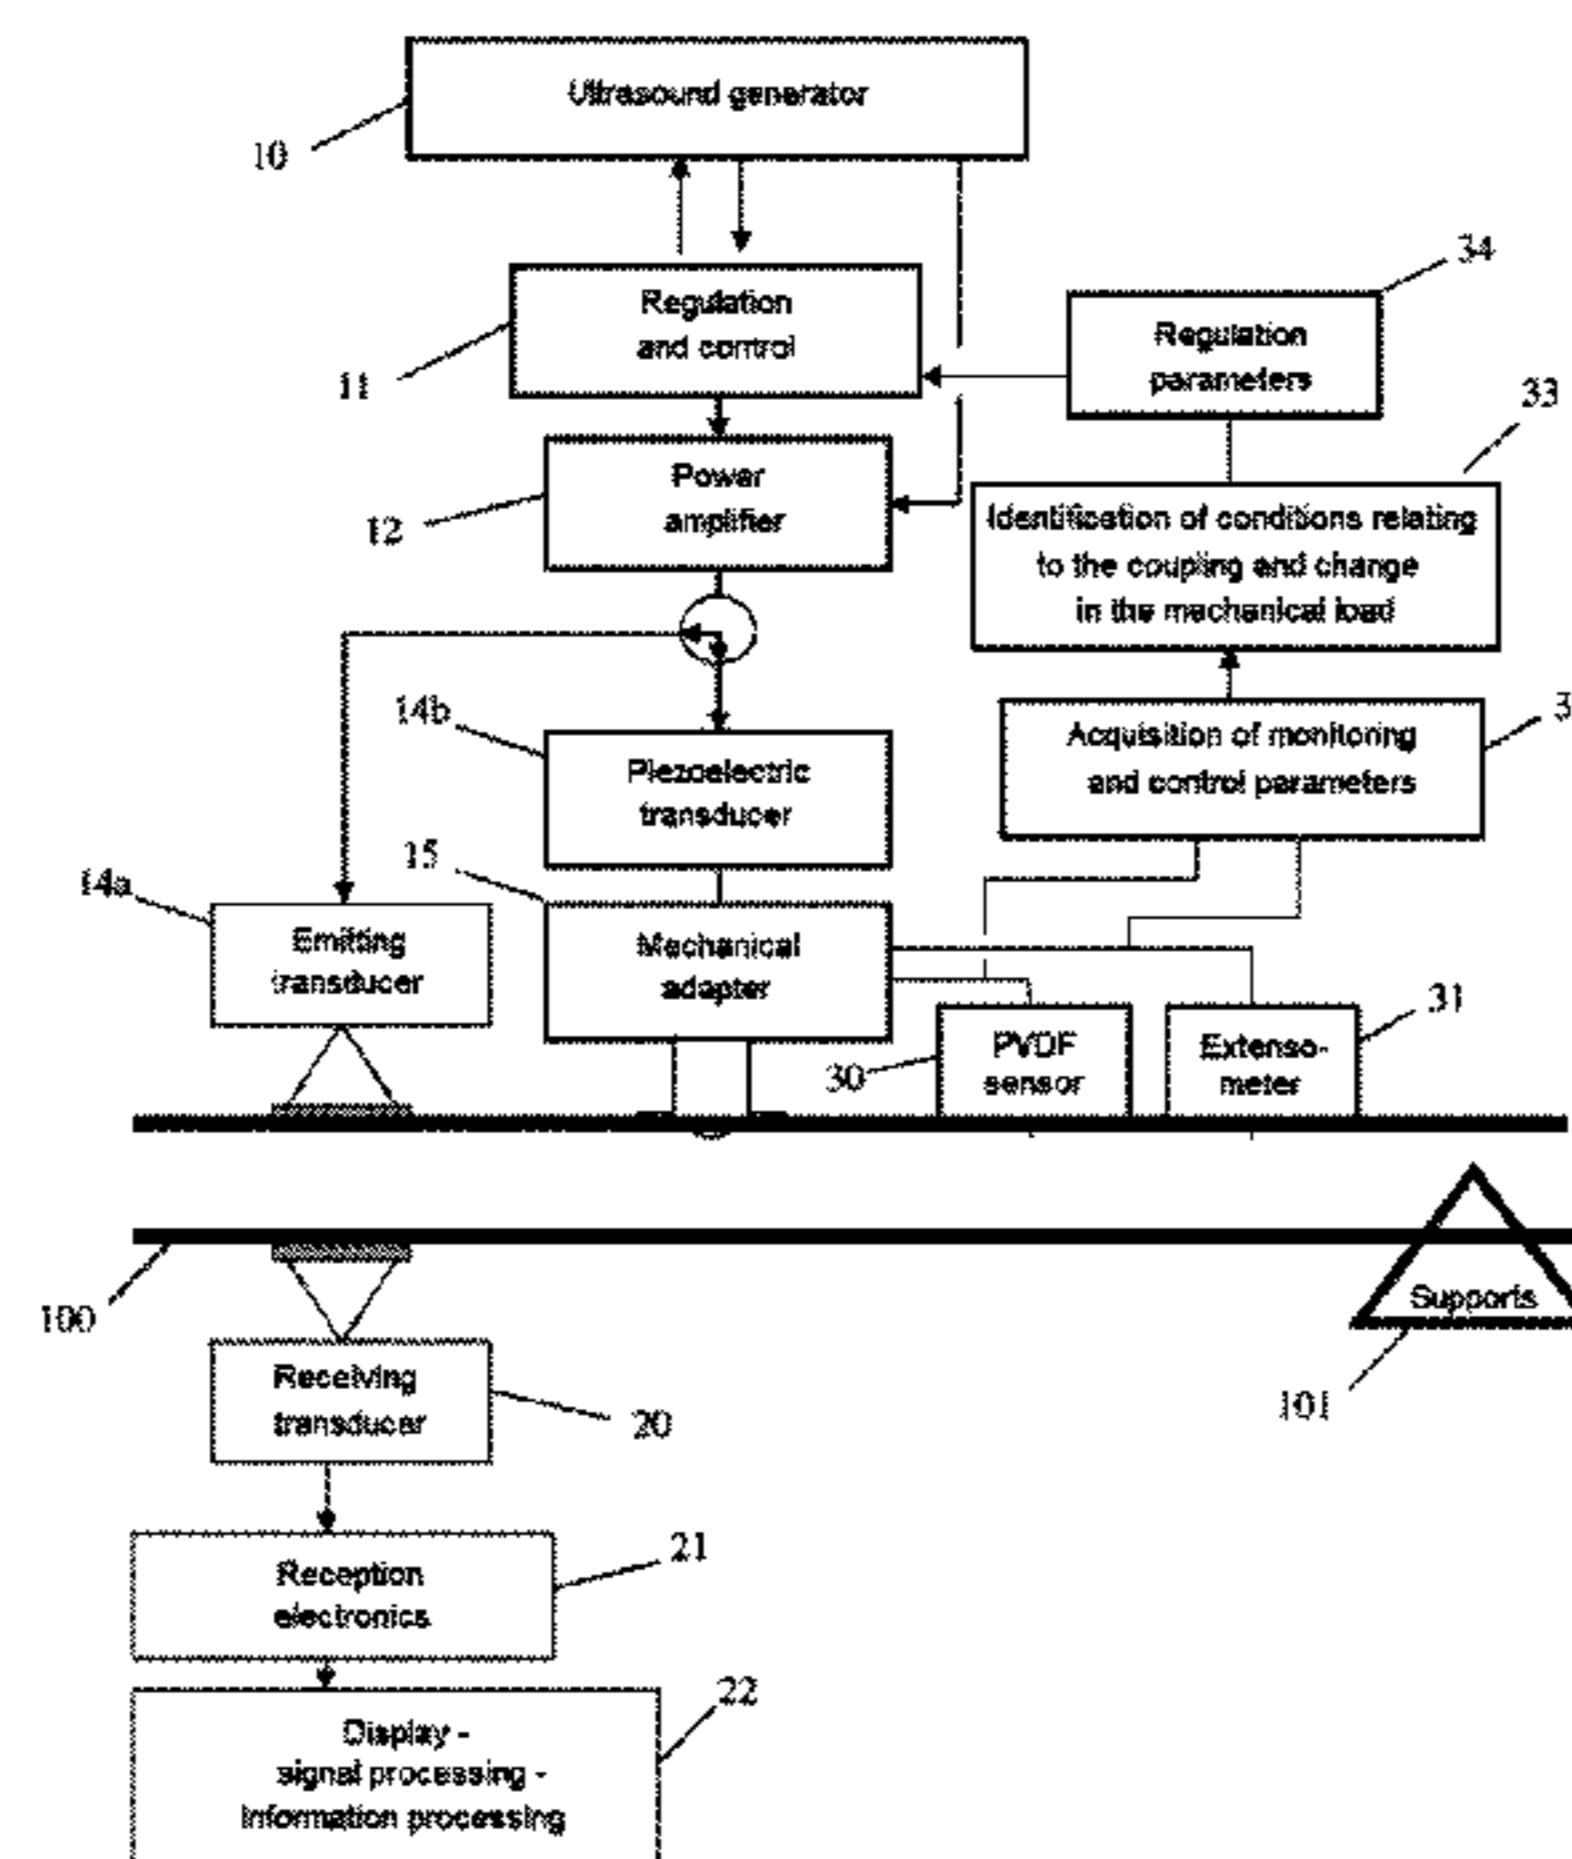 Ultrasound generator
10
34
Regulation
and control
Regulation
parameters
11
33
Power
amplifier
12
Identification of conditions relating
to the coupling and change
in the mechanical load
14b
3
Acquisition of monitoring
and control parameters
Piezoelectric
transducer
15
14a
Emitting
transducer
Mechanical
adapter
31
30
PVDF
sensor
Extenso-
meter
100
Supports
101
Receiving
transducer
20
21
Reception
electronics
22
Display -
signal processing -
information processing